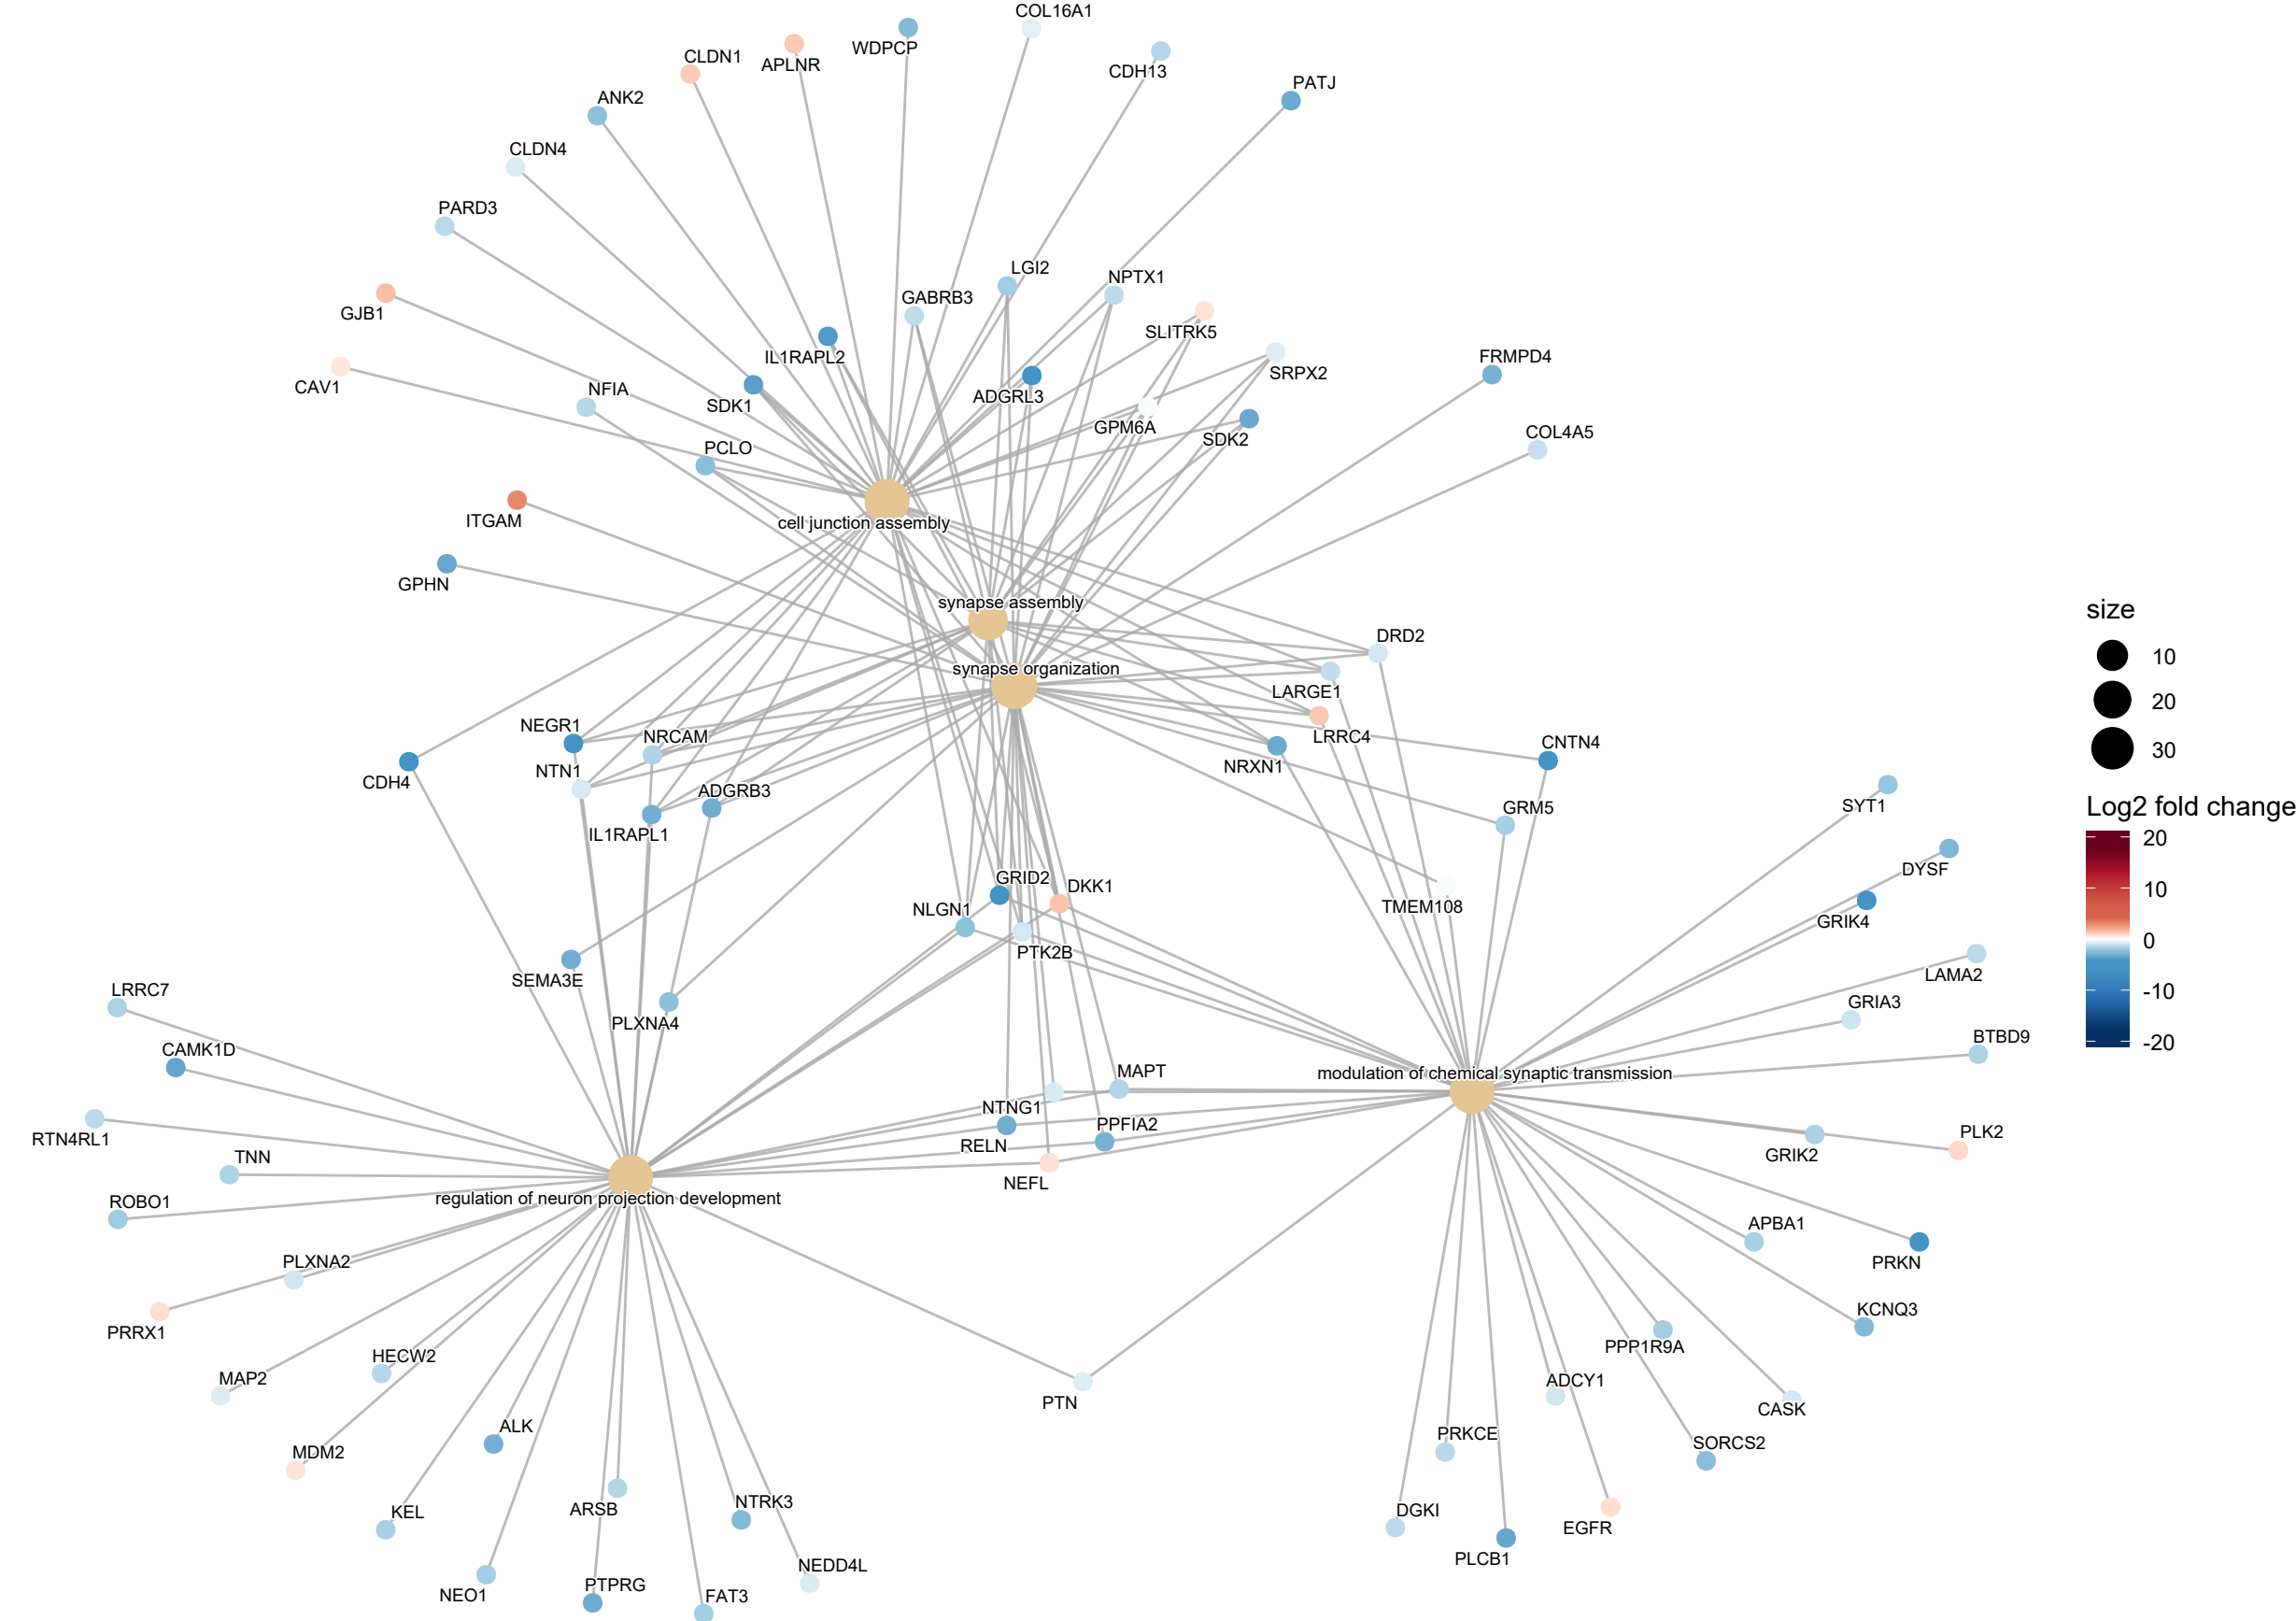 COL16A1
WDPCP
CLDN1
APLNR
CDH13
PATJ
ANK2
CLDN4
PARD3
LGI2
NPTX1
GABRB3
GJB1
SLITRK5
IL1RAPL2
FRMPD4
SRPX2
CAV1
NFIA
ADGRL3
SDK1
GPM6A
COL4A5
SDK2
PCLO
ITGAM
cell junction assembly
GPHN
synapse assembly
size
DRD2
10
synapse organization
LARGE1
20
NEGR1
NRCAM
LRRC4
CNTN4
30
NTN1
NRXN1
CDH4
ADGRB3
GRM5
SYT1
Log2 fold change
IL1RAPL1
20
DYSF
GRID2
DKK1
10
NLGN1
TMEM108
GRIK4
0
PTK2B
SEMA3E
LAMA2
LRRC7
-10
GRIA3
PLXNA4
BTBD9
-20
CAMK1D
MAPT
modulation of chemical synaptic transmission
NTNG1
PPFIA2
PLK2
RTN4RL1
RELN
GRIK2
TNN
NEFL
regulation of neuron projection development
ROBO1
APBA1
PLXNA2
PRKN
KCNQ3
PRRX1
PPP1R9A
HECW2
MAP2
ADCY1
PTN
CASK
ALK
PRKCE
SORCS2
MDM2
NTRK3
KEL
ARSB
DGKI
EGFR
PLCB1
NEDD4L
PTPRG
NEO1
FAT3